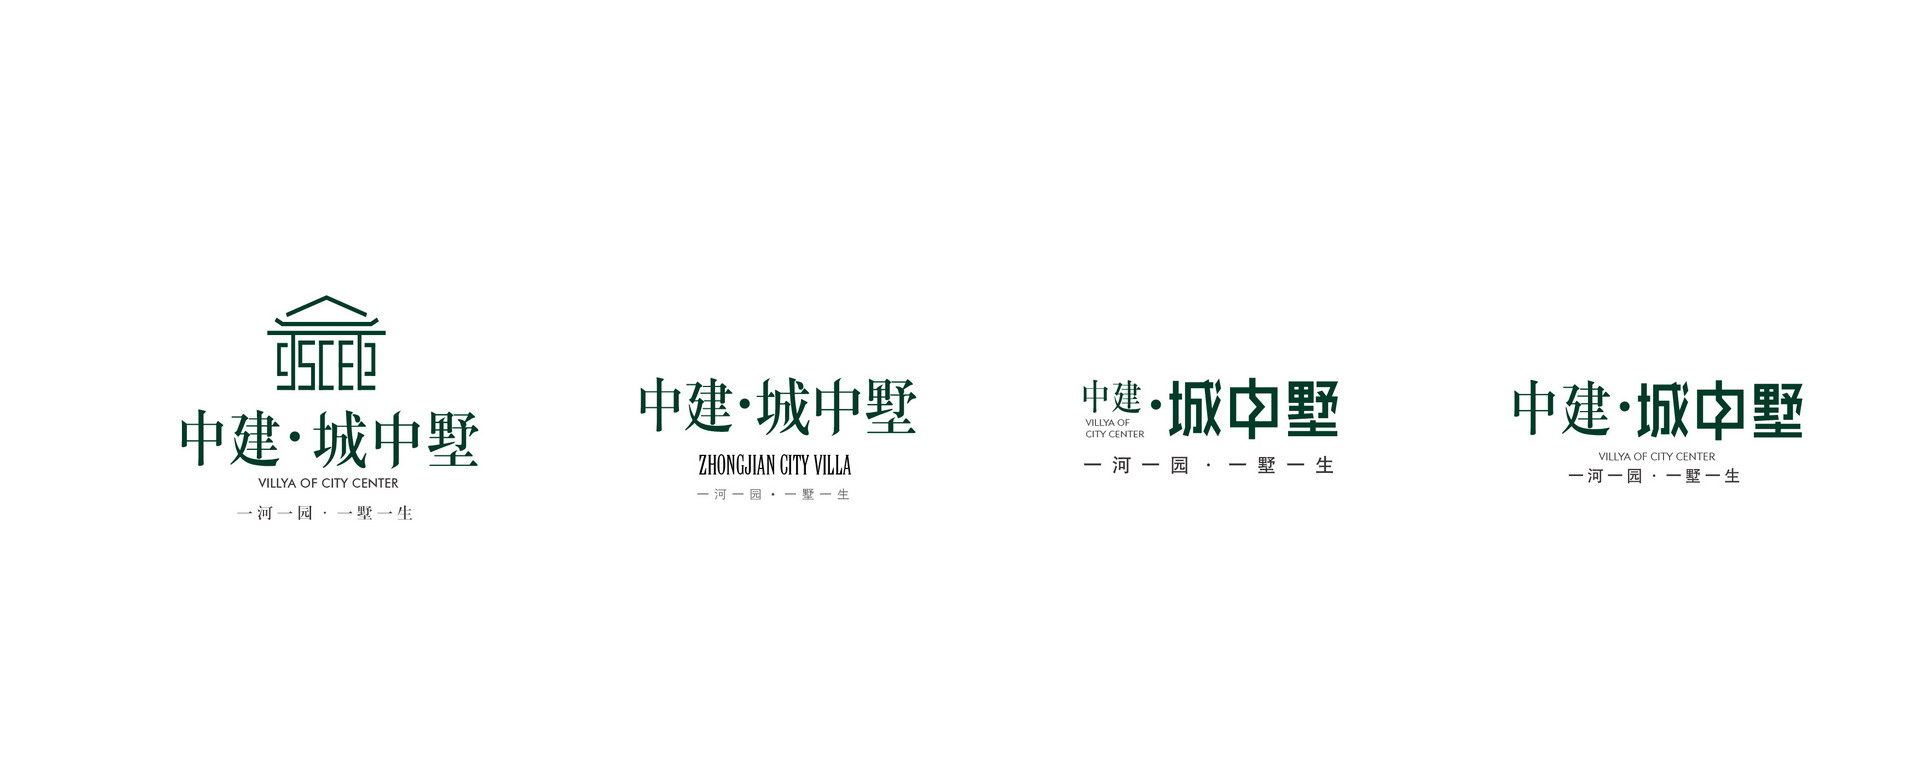 CSCEC
中建·城中墅
VILLYA OF CITY CENTER
一河一园·一墅一生
中建·城中墅
ZHONGJIAN CITY VILLA
一河一园·一墅一生
中建·城中墅
VILLYA OF
CITY CENTER
一河一园·一墅一生
中建·城中墅
VILLYA OF CITY CENTER
一河一园·一墅一生